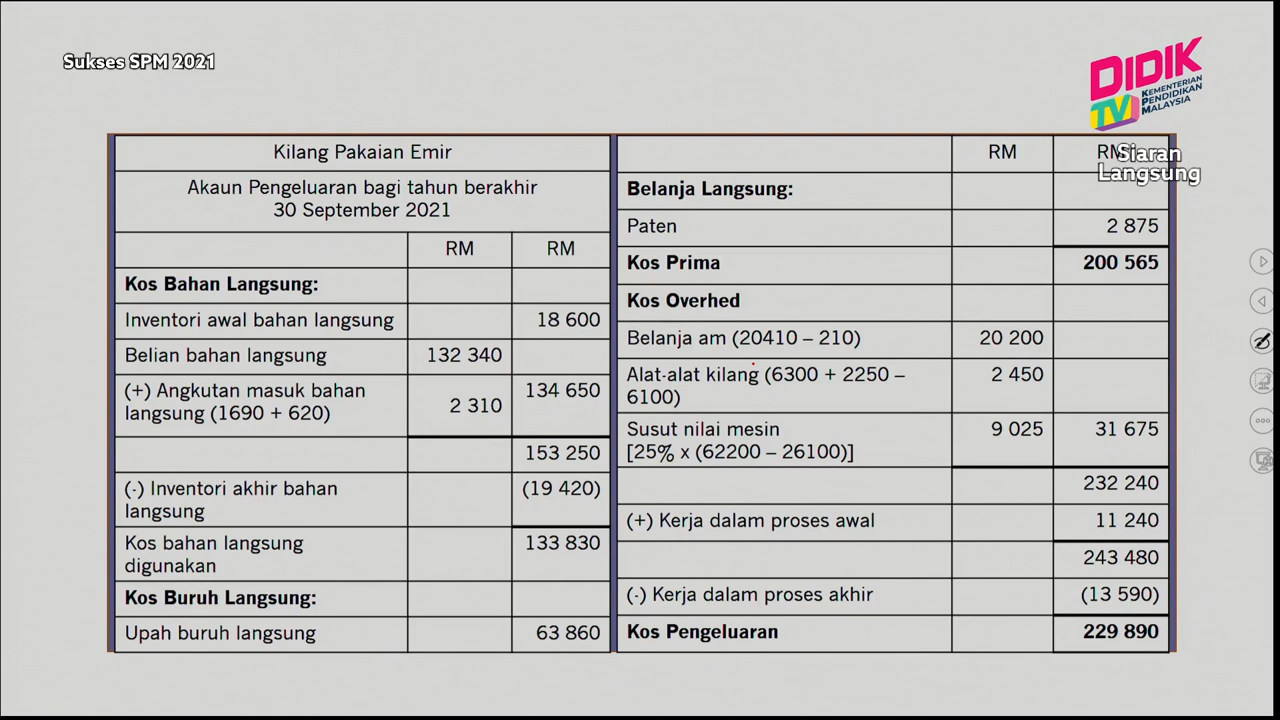 Sukses SPM 2021
DIDIK
TV
KEMENTERIAN
PENDIDIKAN
MALAYSIA
Siaran
Langsung
Kilang Pakaian Emir
Akaun Pengeluaran bagi tahun berakhir
30 September 2021
RM RM
Kos Bahan Langsung:
Inventori awal bahan langsung 18 600
Belian bahan langsung 132 340
(+) Angkutan masuk bahan 134 650
langsung (1690 + 620) 2 310
153 250
(-) Inventori akhir bahan (19 420)
langsung
Kos bahan langsung 133 830
digunakan
Kos Buruh Langsung:
Upah buruh langsung 63 860
RM RM
Belanja Langsung:
Paten 2 875
Kos Prima 200 565
Kos Overhed
Belanja am (20410 – 210) 20 200
Alat-alat kilang (6300 + 2250 – 2 450
6100)
Susut nilai mesin 9 025 31 675
[25% x (62200 – 26100)]
232 240
(+) Kerja dalam proses awal 11 240
243 480
(-) Kerja dalam proses akhir (13 590)
Kos Pengeluaran 229 890